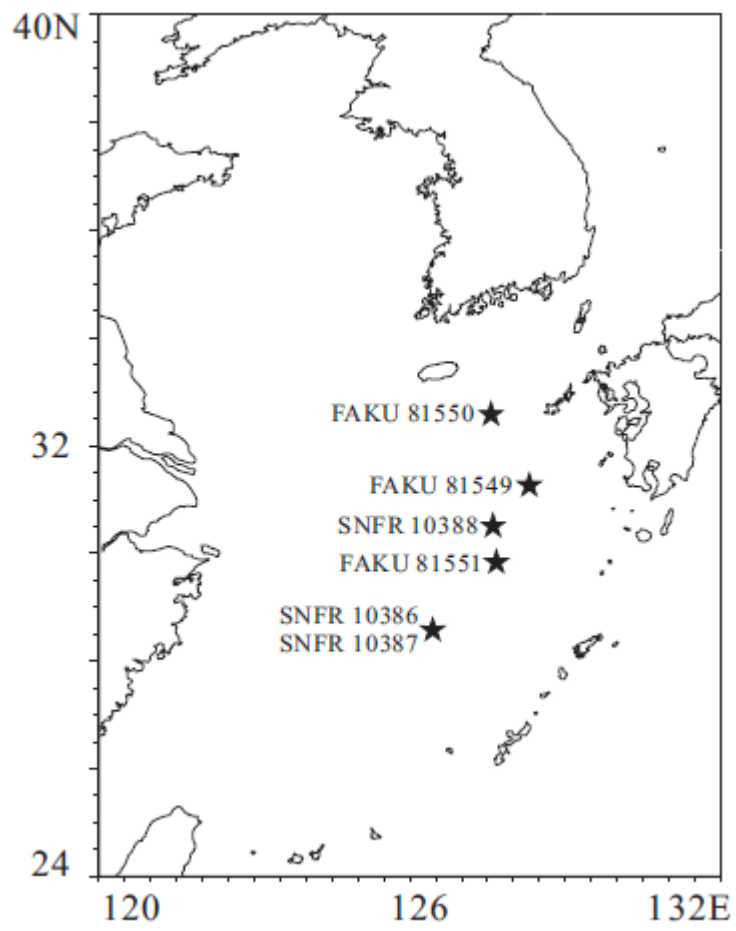 40N
FAKU 81550
32
FAKU 81549
SNFR 10388
FAKU 81551
SNFR 10386
SNFR 10387
24
120 126 132E